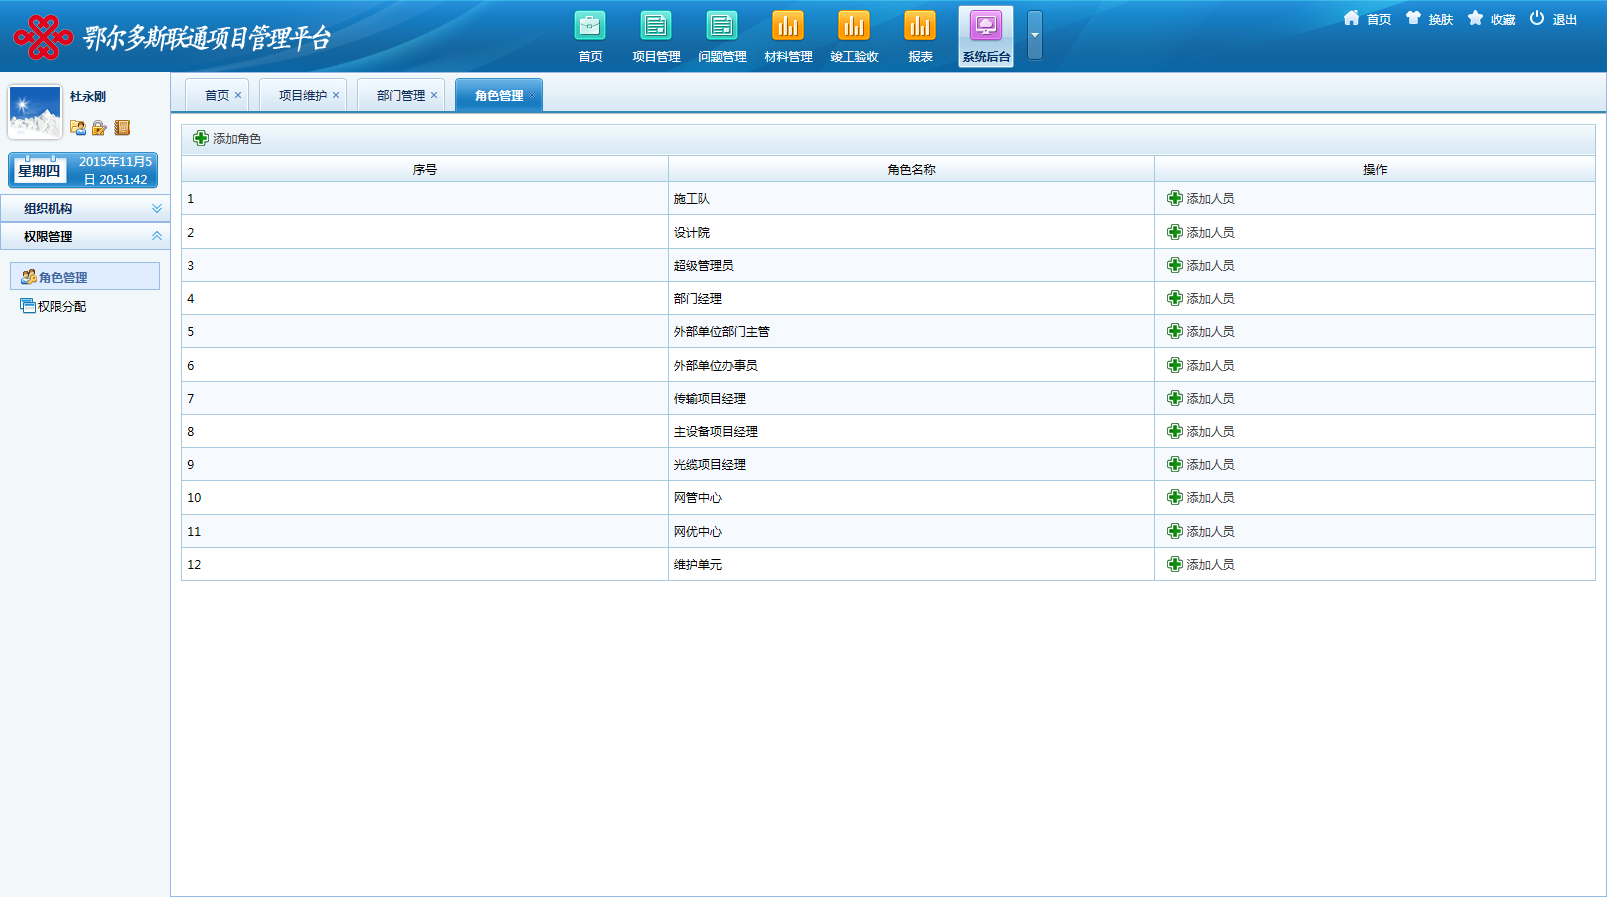 鄂尔多斯联通项目管理平台
首页 项目管理 问题管理 材料管理 竣工验收 报表 系统后台
首页 换肤 收藏 退出
杜永刚
星期四 2015年11月5
日 20:51:42
组织机构
权限管理
角色管理
权限分配
首页 × 项目维护 × 部门管理 × 角色管理 ×
添加角色
序号 角色名称 操作
1 施工队 添加人员
2 设计院 添加人员
3 超级管理员 添加人员
4 部门经理 添加人员
5 外部单位部门主管 添加人员
6 外部单位办事员 添加人员
7 传输项目经理 添加人员
8 主设备项目经理 添加人员
9 光缆项目经理 添加人员
10 网管中心 添加人员
11 网优中心 添加人员
12 维护单元 添加人员